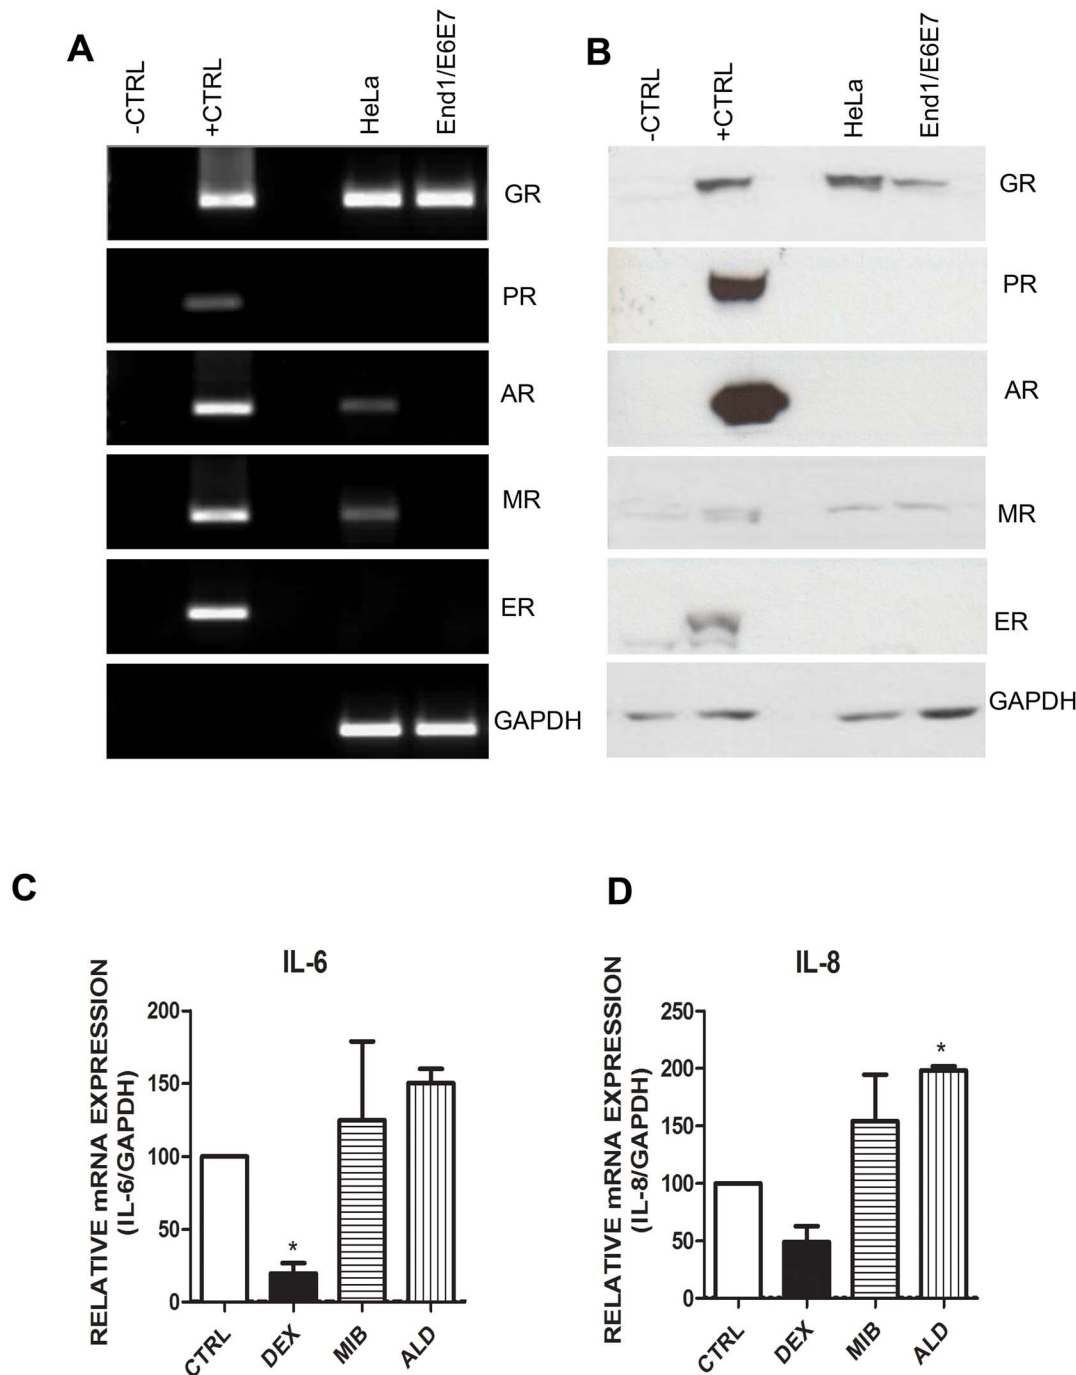 A
-CTRL
+CTRL
HeLa
End1/E6E7
GR
PR
AR
MR
ER
GAPDH
B
-CTRL
+CTRL
HeLa
End1/E6E7
GR
PR
AR
MR
ER
GAPDH
C
IL-6
RELATIVE mRNA EXPRESSION
(IL-6/GAPDH)
200
150
100
50
0
*
CTRL
DEX
MIB
ALD
D
IL-8
RELATIVE mRNA EXPRESSION
(IL-8/GAPDH)
250
200
150
100
50
0
*
CTRL
DEX
MIB
ALD